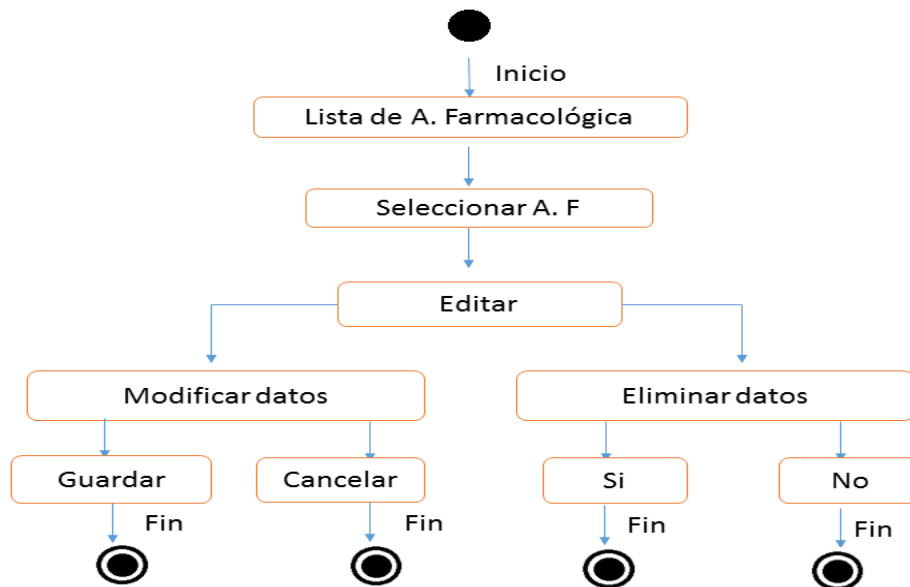 Inicio
Lista de A. Farmacológica
Seleccionar A. F
Editar
Modificar datos
Eliminar datos
Guardar
Cancelar
Si
No
Fin
Fin
Fin
Fin